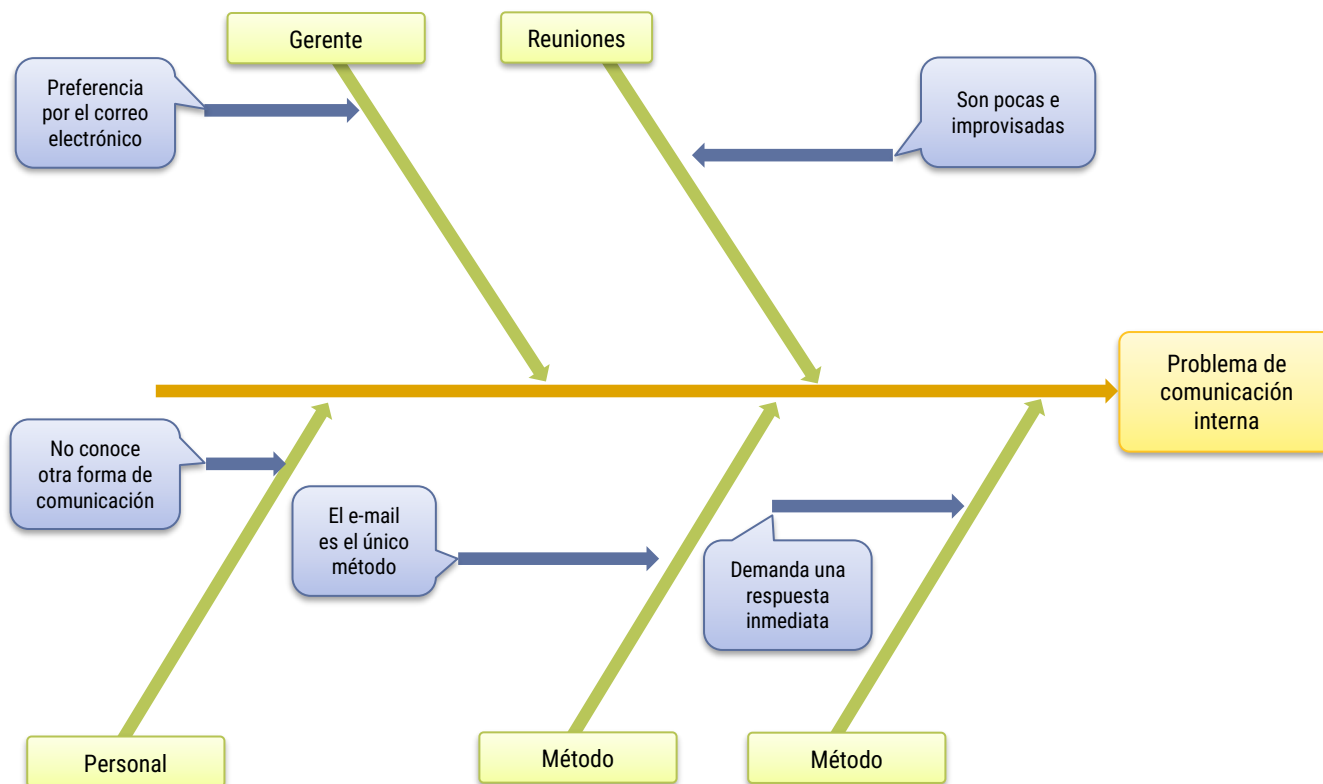 Gerente
Reuniones
Preferencia
por el correo
electrónico
Son pocas e
improvisadas
Problema de
comunicación
interna
No conoce
otra forma de
comunicación
El e-mail
es el único
método
Demanda una
respuesta
inmediata
Personal
Método
Método